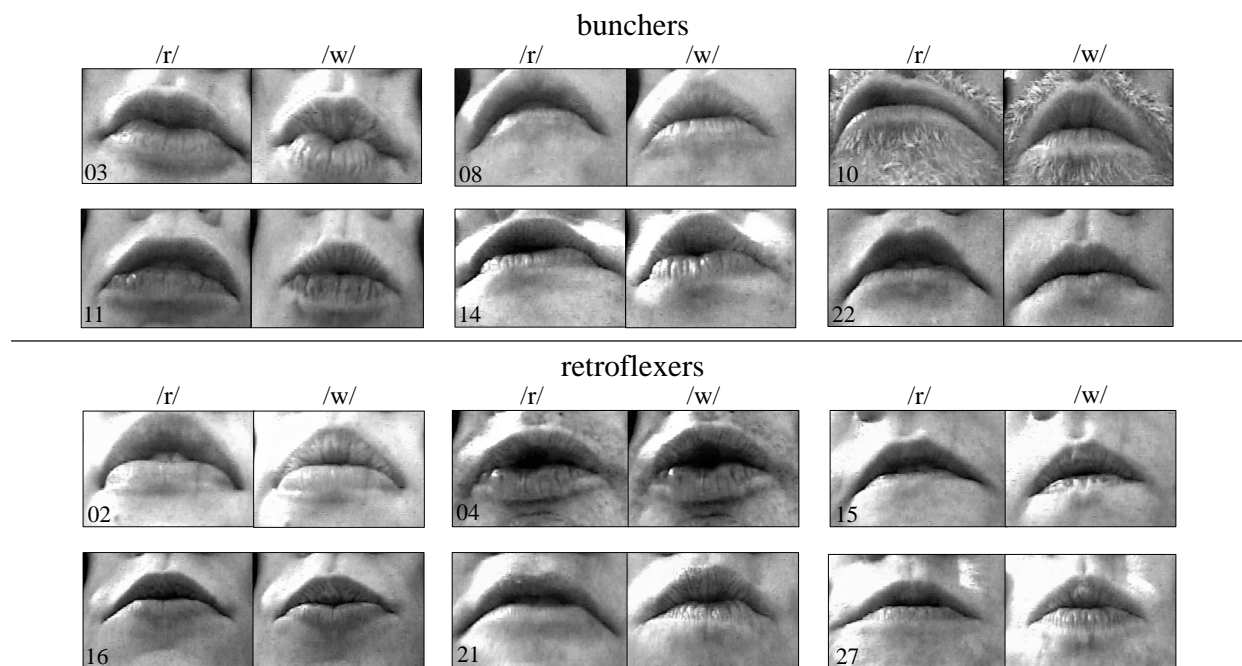 bunchers
/r/ /w/ /r/ /w/ /r/ /w/
03 08 10
11 14 22
retroflexers
/r/ /w/ /r/ /w/ /r/ /w/
02 04 15
16 21 27